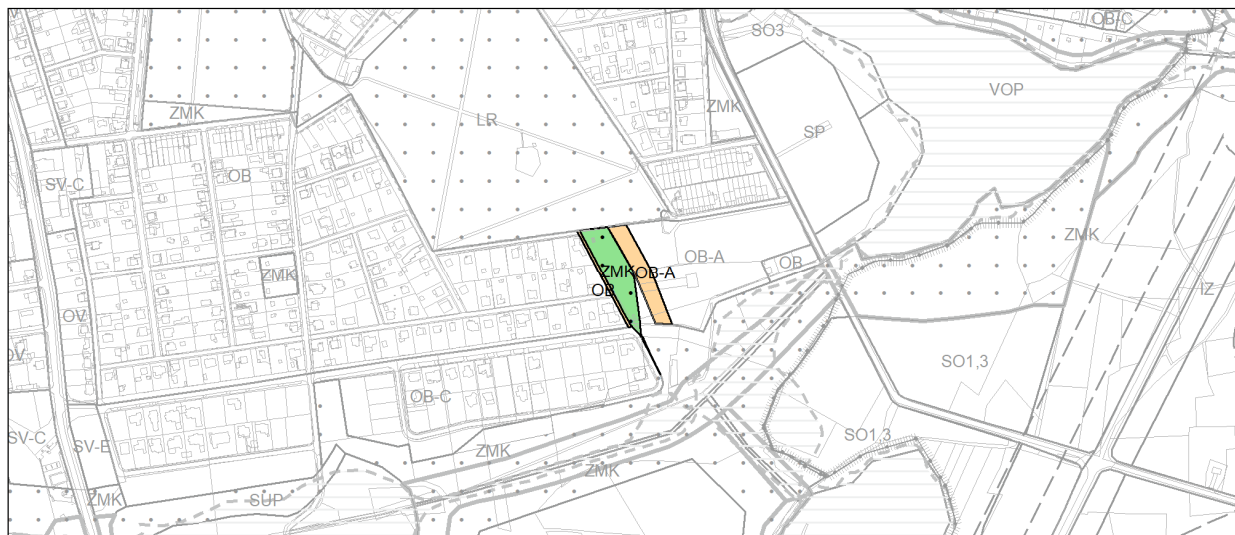 OB-C
SO3
VOP
ZMK
ZMK
LR
SP
OB
SV-C
ZMK
OB-A
OB
ZMK
ZMK
OB-A
OB
IZ
OV
OV
SO1,3
OB-C
SV-C
SV-E
SO1,3
ZMK
ZMK
ZMK
SUP